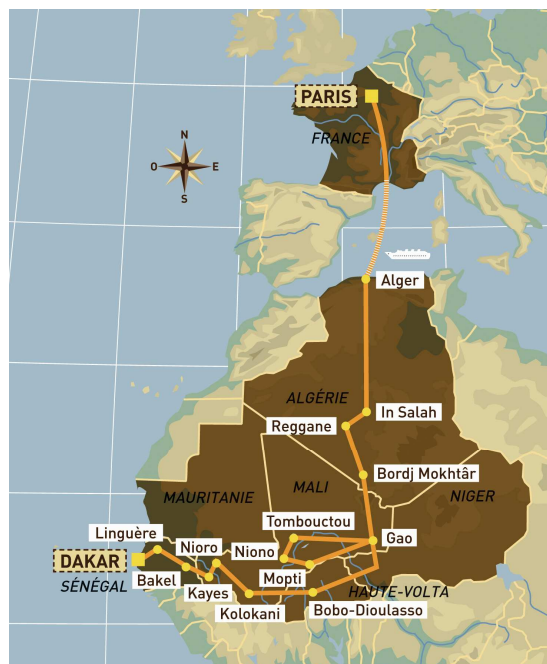 PARIS
FRANCE
N
O
E
S
Alger
ALGÉRIE
In Salah
Reggane
Bordj Mokhtâr
MAURITANIE
MALI
NIGER
Tombouctou
Linguère
Nioro
Niono
Gao
DAKAR
SÉNÉGAL
Bakel
Mopti
Kayes
HAUTE-VOLTA
Kolokani
Bobo-Dioulasso